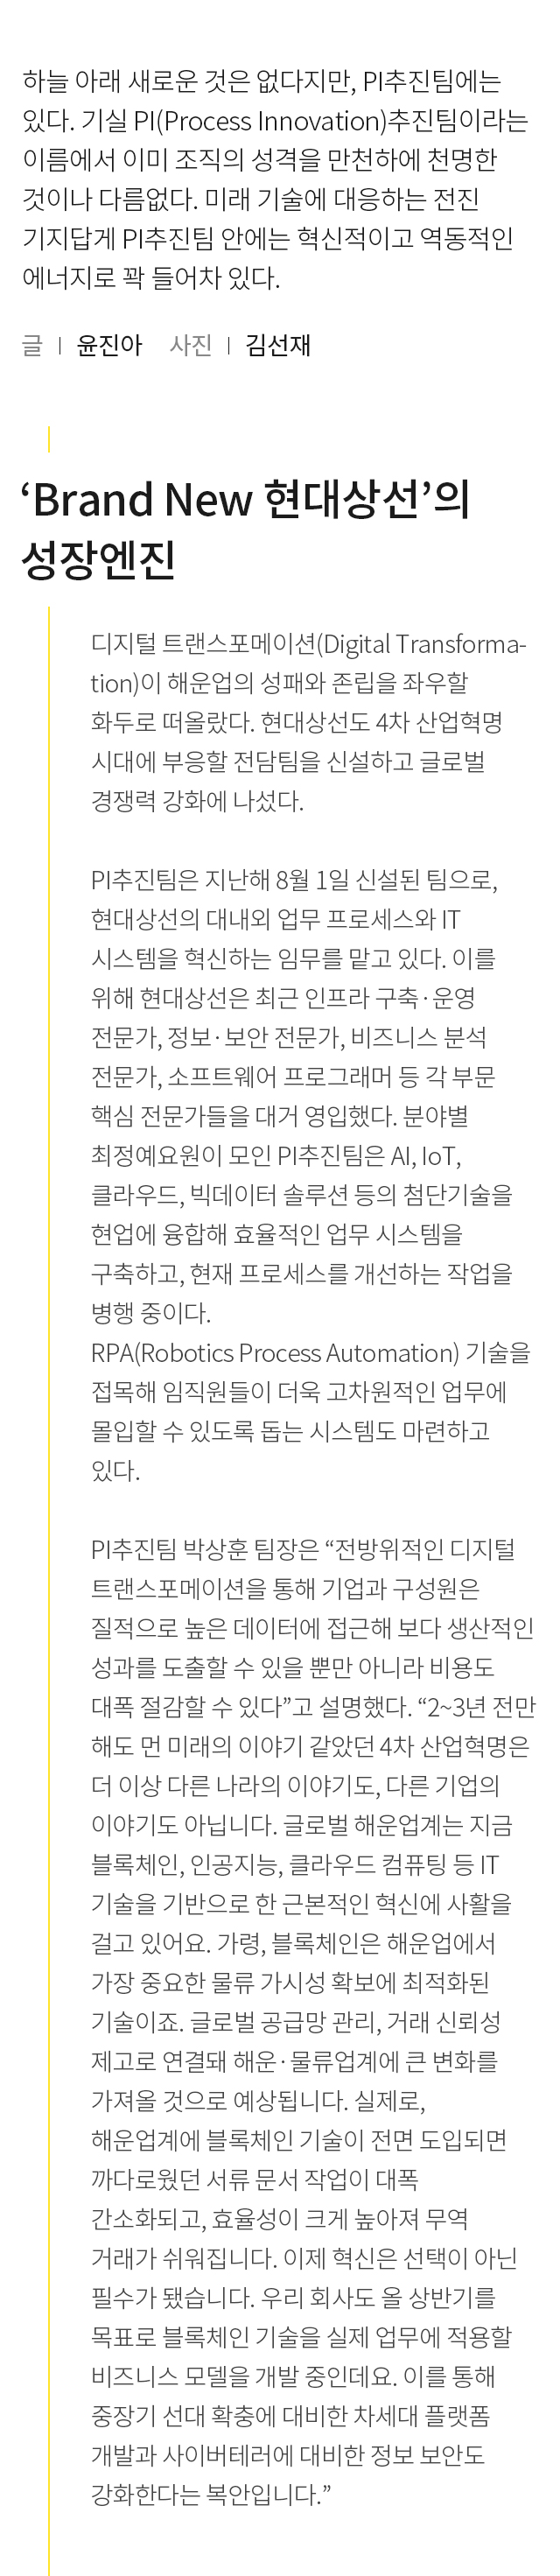 하늘 아래 새로운 것은 없다지만, PI추진팀에는
있다. 기실 PI(Process Innovation)추진팀이라는
이름에서 이미 조직의 성격을 만천하에 천명한
것이나 다름없다. 미래 기술에 대응하는 전진
기지답게 PI추진팀 안에는 혁신적이고 역동적인
에너지로 꽉 들어차 있다.
글 | 윤진아 사진 | 김선재
‘Brand New 현대상선’의
성장엔진
디지털 트랜스포메이션(Digital Transforma-
tion)이 해운업의 성패와 존립을 좌우할
화두로 떠올랐다. 현대상선도 4차 산업혁명
시대에 부응할 전담팀을 신설하고 글로벌
경쟁력 강화에 나섰다.
PI추진팀은 지난해 8월 1일 신설된 팀으로,
현대상선의 대내외 업무 프로세스와 IT
시스템을 혁신하는 임무를 맡고 있다. 이를
위해 현대상선은 최근 인프라 구축·운영
전문가, 정보·보안 전문가, 비즈니스 분석
전문가, 소프트웨어 프로그래머 등 각 부문
핵심 전문가들을 대거 영입했다. 분야별
최정예요원이 모인 PI추진팀은 AI, IoT,
클라우드, 빅데이터 솔루션 등의 첨단기술을
현업에 융합해 효율적인 업무 시스템을
구축하고, 현재 프로세스를 개선하는 작업을
병행 중이다.
RPA(Robotics Process Automation) 기술을
접목해 임직원들이 더욱 고차원적인 업무에
몰입할 수 있도록 돕는 시스템도 마련하고
있다.
PI추진팀 박상훈 팀장은 “전방위적인 디지털
트랜스포메이션을 통해 기업과 구성원은
질적으로 높은 데이터에 접근해 보다 생산적인
성과를 도출할 수 있을 뿐만 아니라 비용도
대폭 절감할 수 있다”고 설명했다. “2~3년 전만
해도 먼 미래의 이야기 같았던 4차 산업혁명은
더 이상 다른 나라의 이야기도, 다른 기업의
이야기도 아닙니다. 글로벌 해운업계는 지금
블록체인, 인공지능, 클라우드 컴퓨팅 등 IT
기술을 기반으로 한 근본적인 혁신에 사활을
걸고 있어요. 가령, 블록체인은 해운업에서
가장 중요한 물류 가시성 확보에 최적화된
기술이죠. 글로벌 공급망 관리, 거래 신뢰성
제고로 연결돼 해운·물류업계에 큰 변화를
가져올 것으로 예상됩니다. 실제로,
해운업계에 블록체인 기술이 전면 도입되면
까다로웠던 서류 문서 작업이 대폭
간소화되고, 효율성이 크게 높아져 무역
거래가 쉬워집니다. 이제 혁신은 선택이 아닌
필수가 됐습니다. 우리 회사도 올 상반기를
목표로 블록체인 기술을 실제 업무에 적용할
비즈니스 모델을 개발 중인데요. 이를 통해
중장기 선대 확충에 대비한 차세대 플랫폼
개발과 사이버테러에 대비한 정보 보안도
강화한다는 복안입니다.”